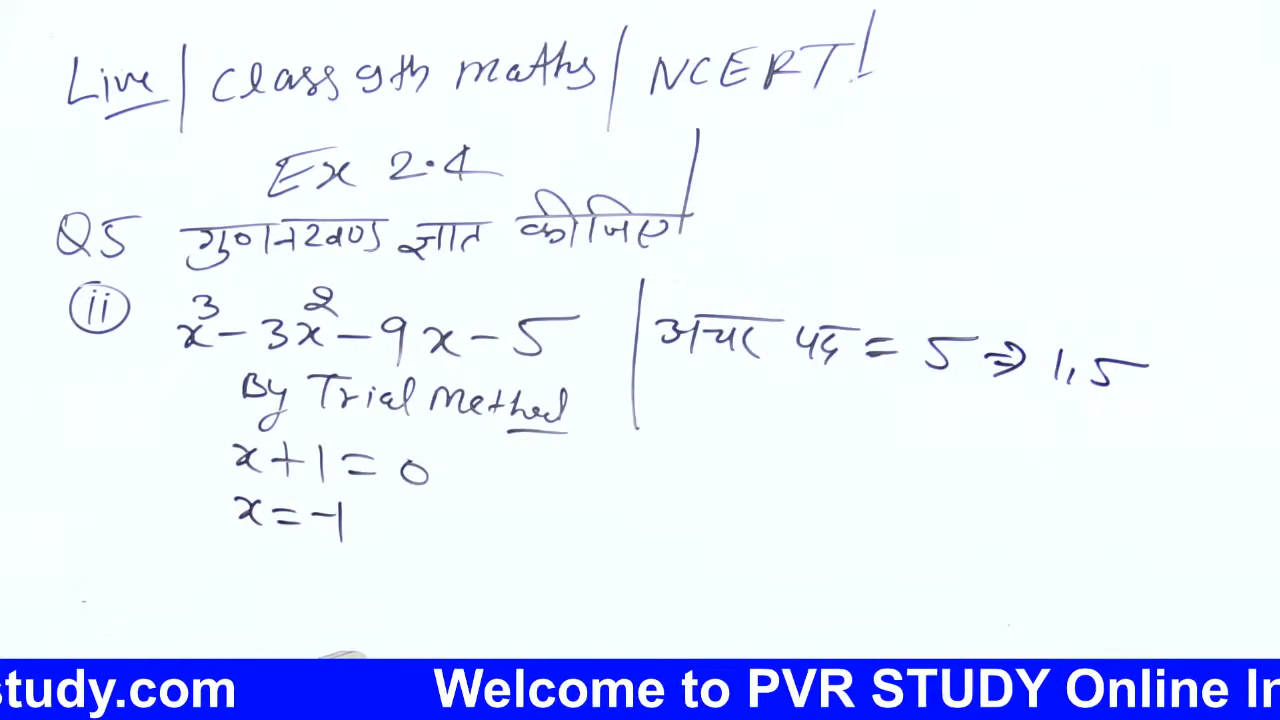 Live | Class 9th maths | NCERT |
Ex 2.4
Q5 गुणनखण्ड ज्ञात कीजिए |
(ii) x³ - 3x² - 9x - 5 | अचर पद = 5 ⇒ 1, 5
By Trial Method
x + 1 = 0
x = -1
study.com Welcome to PVR STUDY Online In